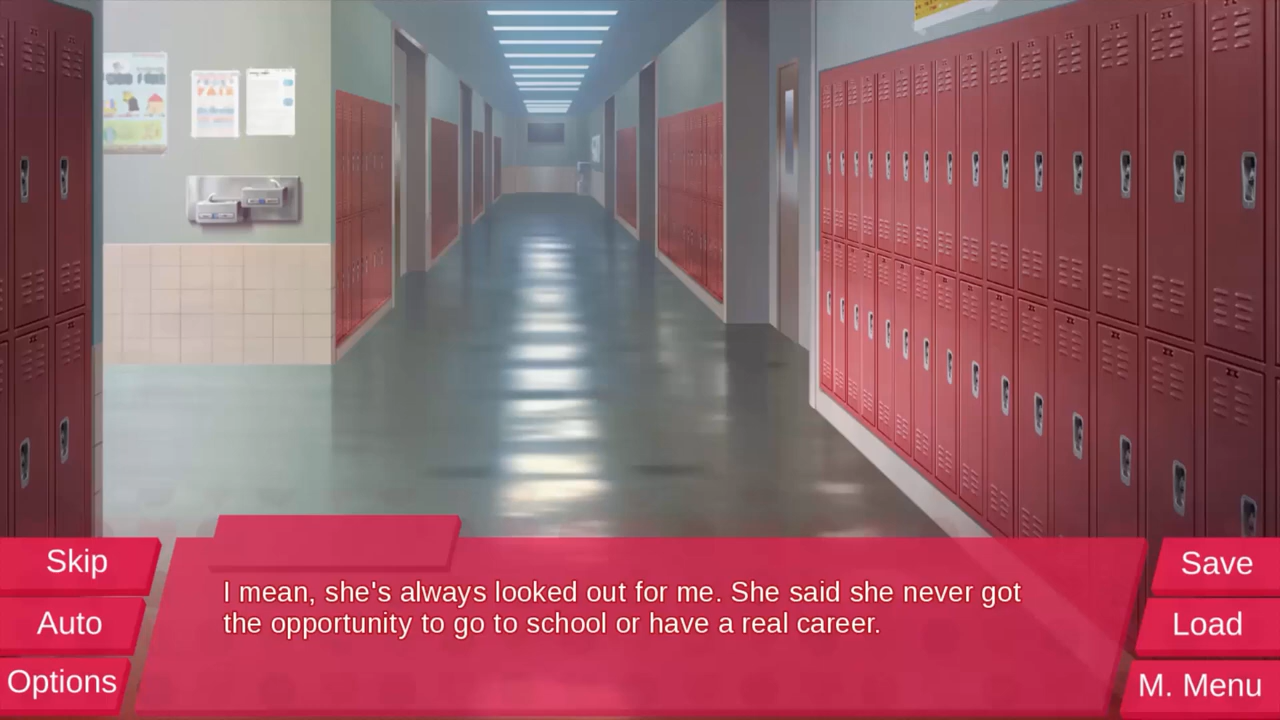 FAIR
Skip
Auto
Options
I mean, she's always looked out for me. She said she never got
the opportunity to go to school or have a real career.
Save
Load
M. Menu